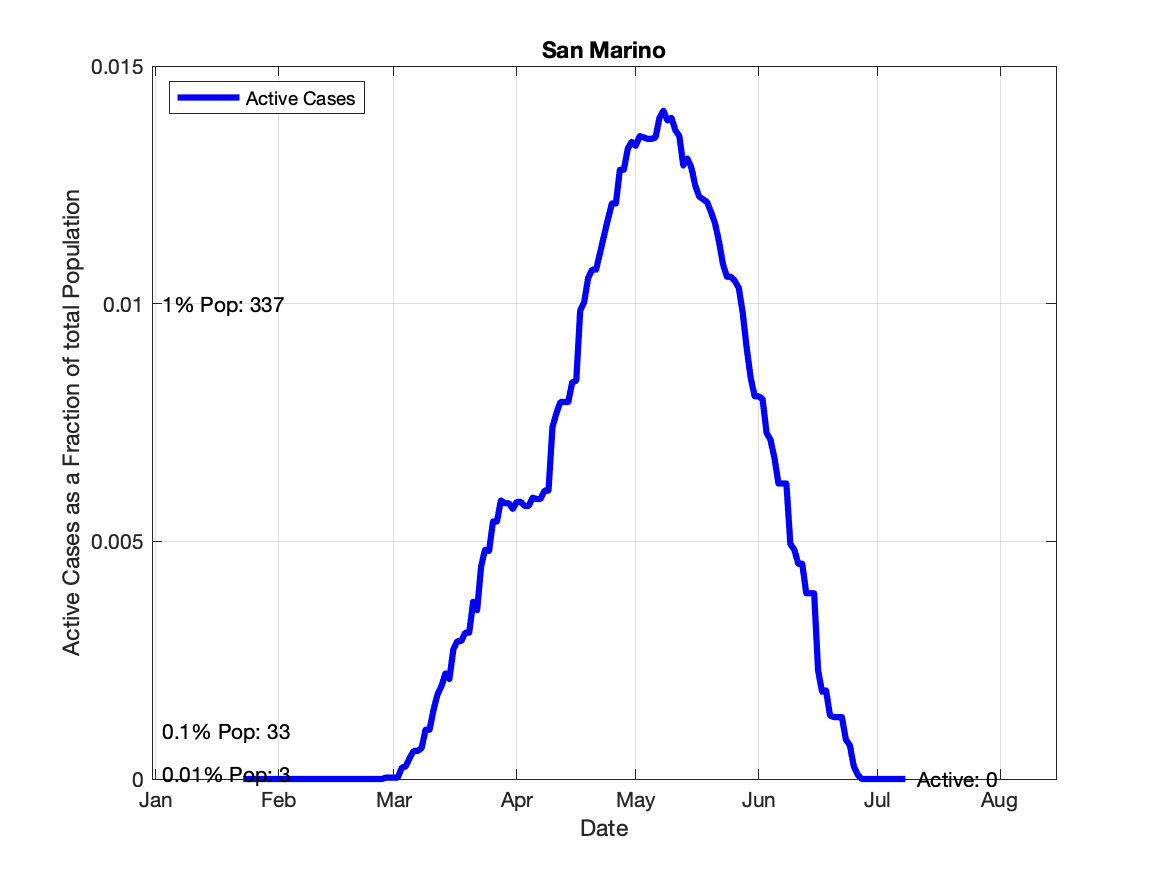 San Marino
0.015
Active Cases
Active Cases as a Fraction of total Population
0.01
1% Pop: 337
0.005
0.1% Pop: 33
0.01% Pop: 3
0
Active: 0
Jan Feb Mar Apr May Jun Jul Aug
Date